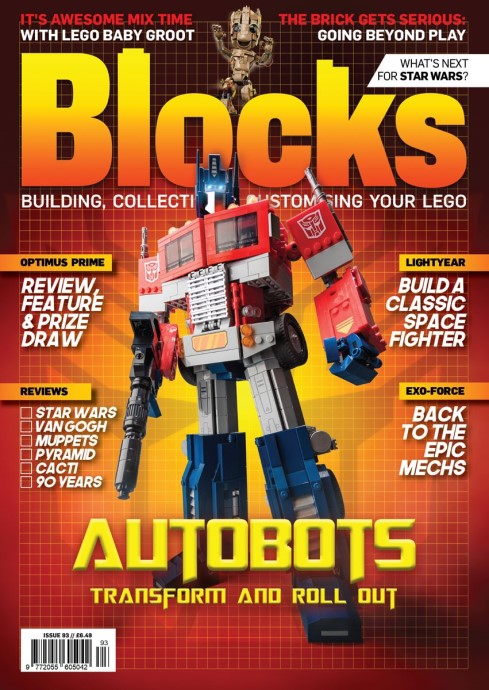 IT'S AWESOME MIX TIME
WITH LEGO BABY GROOT
THE BRICK GETS SERIOUS:
GOING BEYOND PLAY
WHAT'S NEXT
FOR STAR WARS?
Blocks
BUILDING, COLLECTI USTOMISING YOUR LEGO
OPTIMUS PRIME
REVIEW,
FEATURE
& PRIZE
DRAW
LIGHTYEAR
BUILD A
CLASSIC
SPACE
FIGHTER
REVIEWS
STAR WARS
VAN GOGH
MUPPETS
PYRAMID
CACTI
90 YEARS
EXO-FORCE
BACK
TO THE
EPIC
MECHS
AUTOBOTS
TRANSFORM AND ROLL OUT
ISSUE 93 // £6.49
93
9 772055 605042